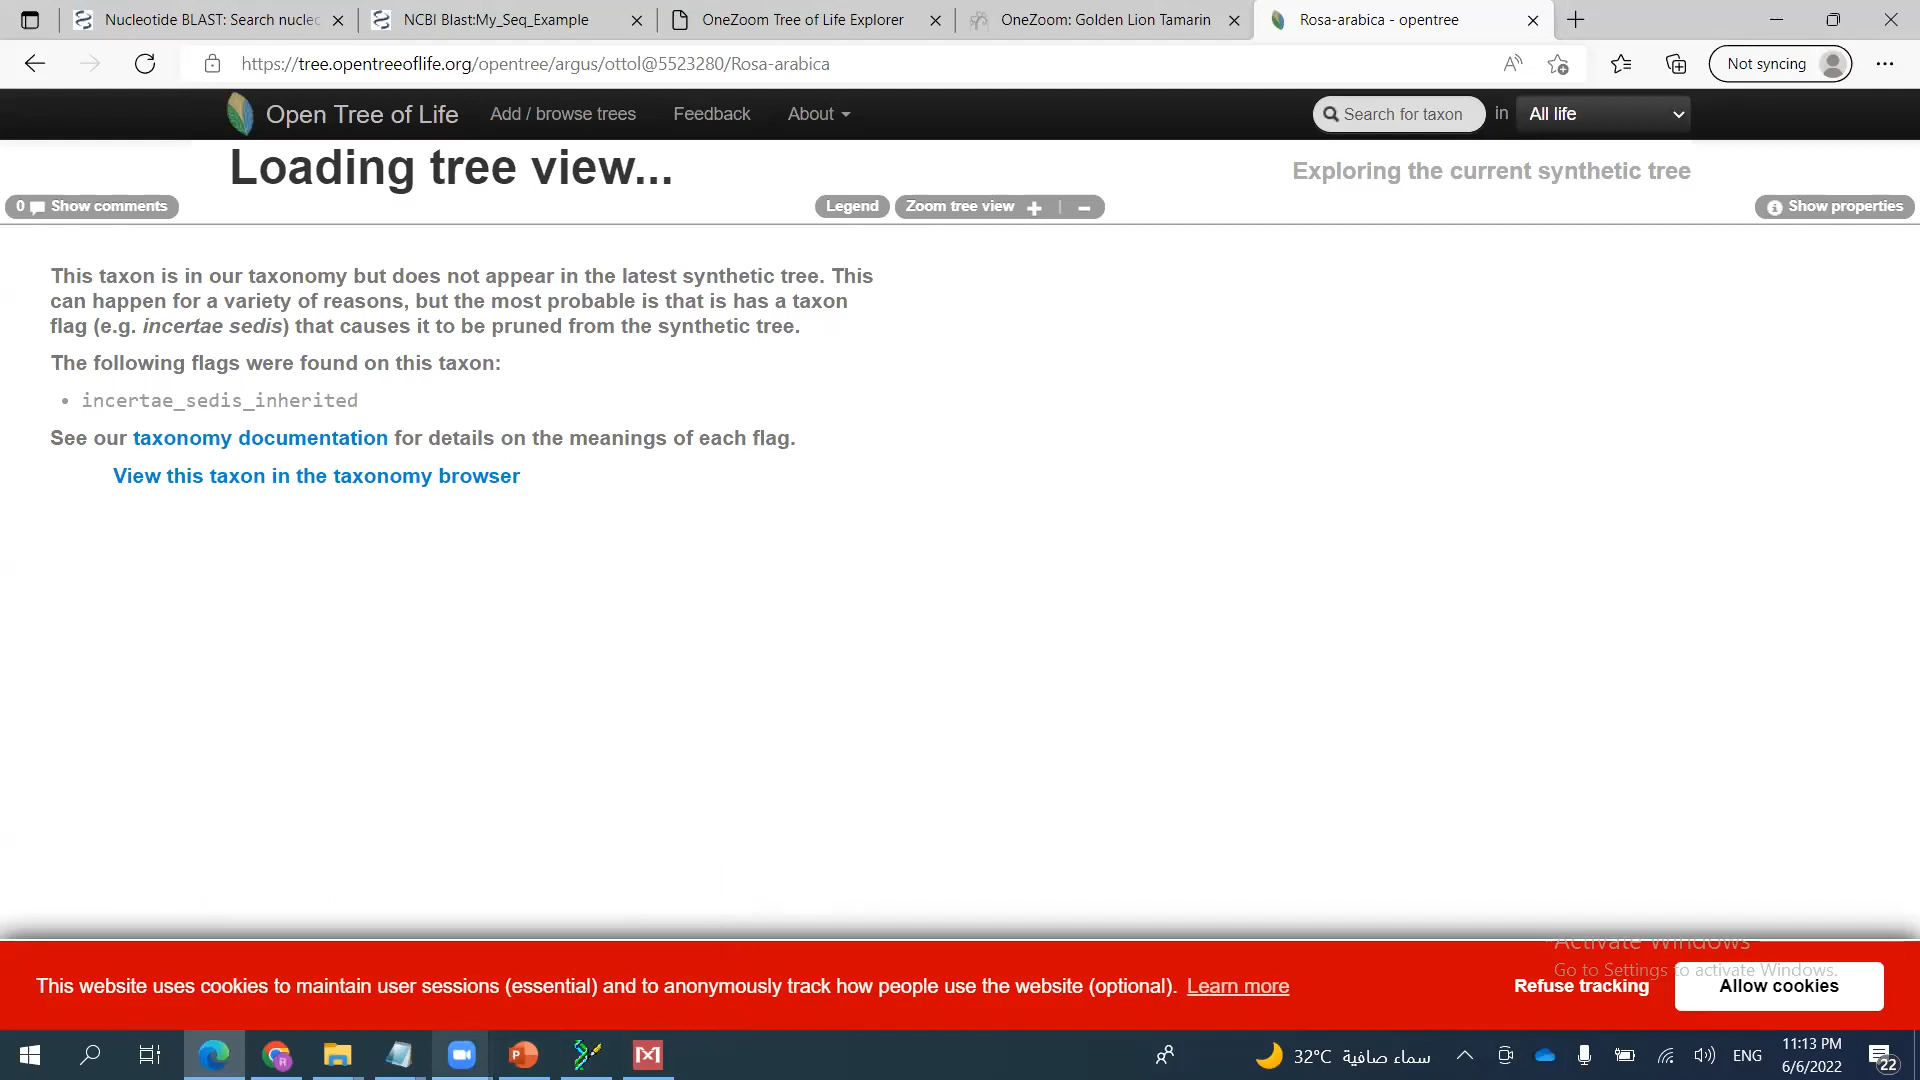 Nucleotide BLAST: Search nucle
NCBI Blast:My_Seq_Example
OneZoom Tree of Life Explorer
OneZoom: Golden Lion Tamarin
Rosa-arabica - opentree
https://tree.opentreeoflife.org/opentree/argus/ottol@5523280/Rosa-arabica
Not syncing
Open Tree of Life
Add / browse trees
Feedback
About
Search for taxon
in
All life
Loading tree view...
Exploring the current synthetic tree
0 Show comments
Legend
Zoom tree view + | −
Show properties
This taxon is in our taxonomy but does not appear in the latest synthetic tree. This
can happen for a variety of reasons, but the most probable is that is has a taxon
flag (e.g. incertae sedis) that causes it to be pruned from the synthetic tree.
The following flags were found on this taxon:
• incertae_sedis_inherited
See our taxonomy documentation for details on the meanings of each flag.
View this taxon in the taxonomy browser
Activate Windows
Go to Settings to activate Windows.
This website uses cookies to maintain user sessions (essential) and to anonymously track how people use the website (optional). Learn more
Refuse tracking
Allow cookies
32°C سماء صافية
ENG
11:13 PM
6/6/2022
22